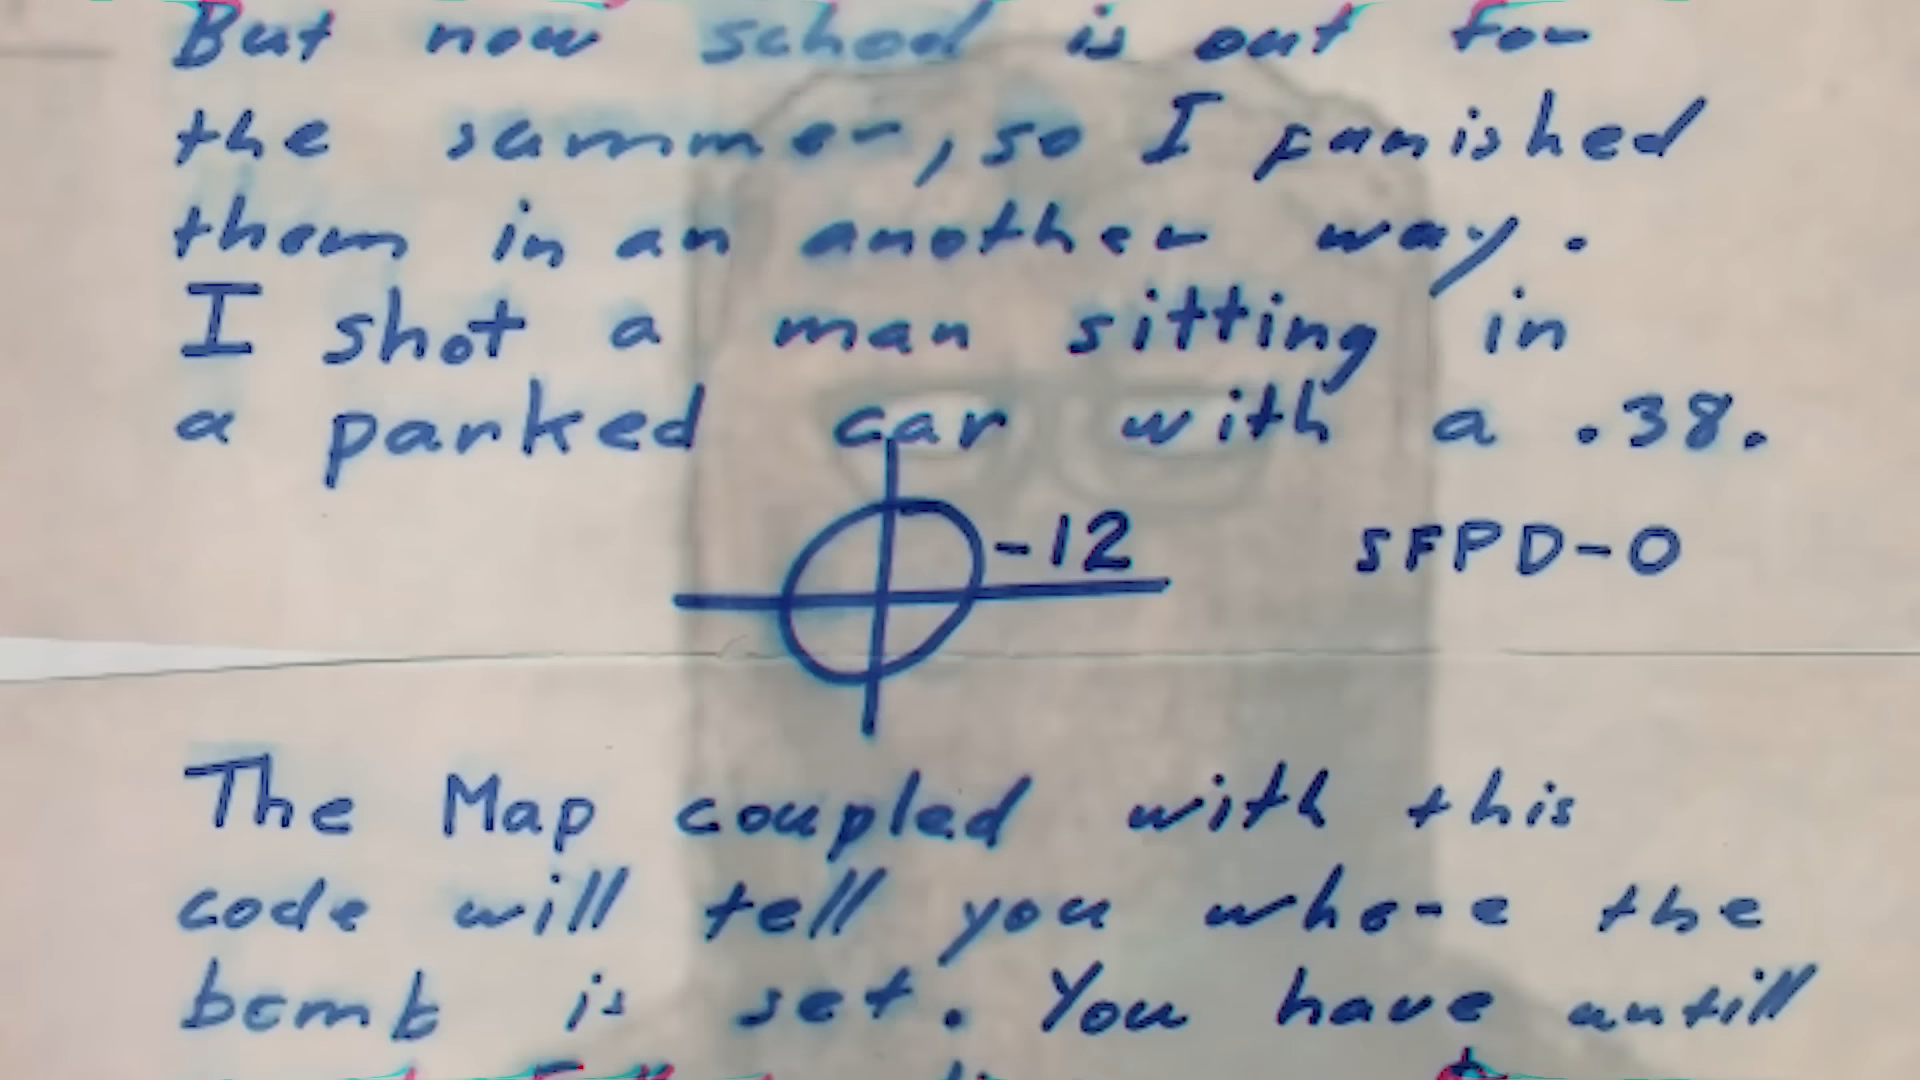 But now school is out for
the summer, so I punished
them in an another way.
I shot a man sitting in
a parked car with a .38.
-12 SFPD-0
The Map coupled with this
code will tell you whore the
bomb is set. You have untill